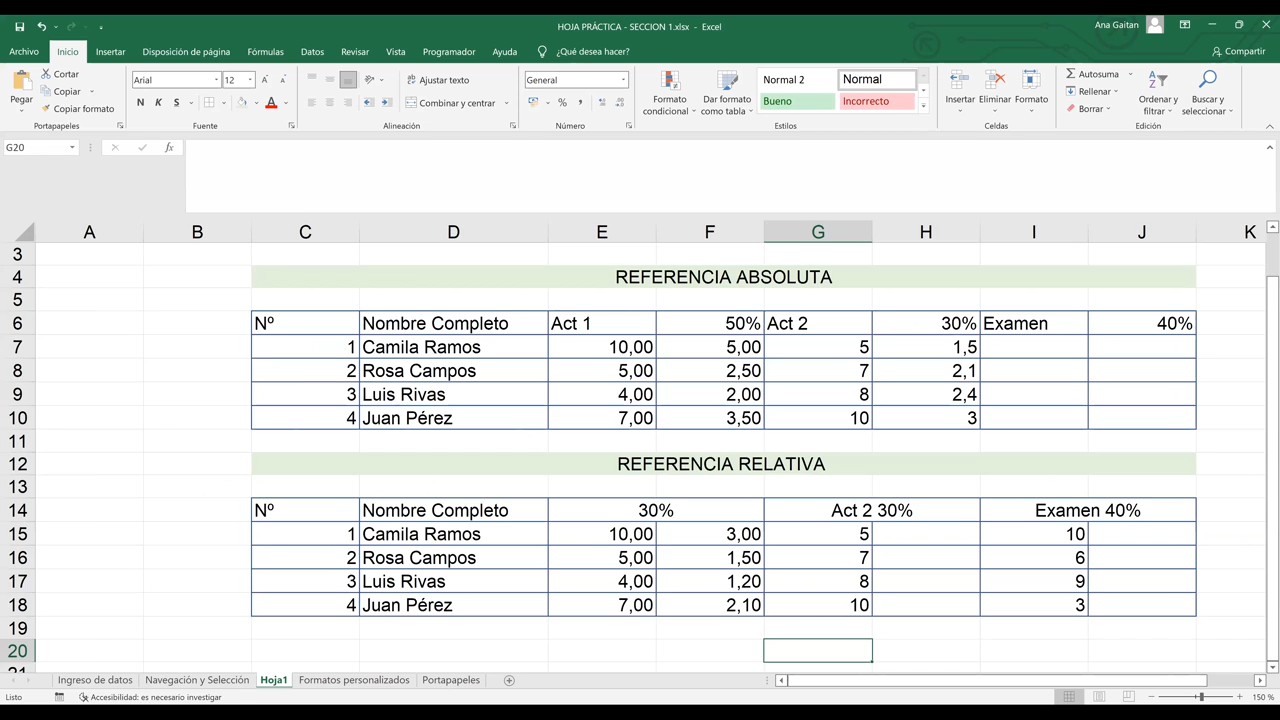 HOJA PRÁCTICA - SECCION 1.xlsx - Excel
Ana Gaitan
Archivo Inicio Insertar Disposición de página Fórmulas Datos Revisar Vista Programador Ayuda ¿Qué desea hacer? Compartir
Pegar
Cortar
Copiar
Copiar formato
Portapapeles
Arial 12
N K S
Fuente
Ajustar texto
Combinar y centrar
Alineación
General
% 
Número
Formato condicional
Dar formato como tabla
Normal 2 Normal
Bueno Incorrecto
Estilos
Insertar Eliminar Formato
Celdas
Autosuma
Rellenar
Borrar
Ordenar y filtrar
Buscar y seleccionar
Edición
G20 fx
A B C D E F G H I J K
3
4 REFERENCIA ABSOLUTA
5
6 Nº Nombre Completo Act 1 50% Act 2 30% Examen 40%
7 1 Camila Ramos 10,00 5,00 5 1,5
8 2 Rosa Campos 5,00 2,50 7 2,1
9 3 Luis Rivas 4,00 2,00 8 2,4
10 4 Juan Pérez 7,00 3,50 10 3
11
12 REFERENCIA RELATIVA
13
14 Nº Nombre Completo 30% Act 2 30% Examen 40%
15 1 Camila Ramos 10,00 3,00 5 10
16 2 Rosa Campos 5,00 1,50 7 6
17 3 Luis Rivas 4,00 1,20 8 9
18 4 Juan Pérez 7,00 2,10 10 3
19
20
21
Ingreso de datos Navegación y Selección Hoja1 Formatos personalizados Portapapeles
Listo Accesibilidad: es necesario investigar 150 %